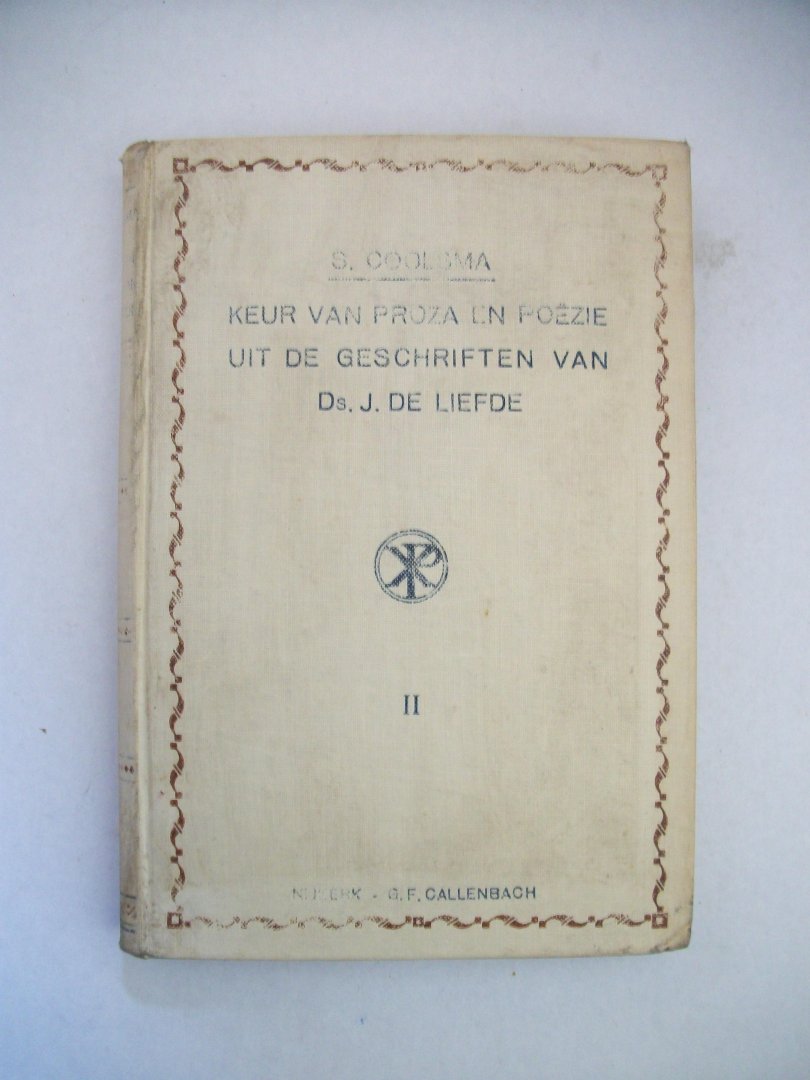 S. COOLSMA
KEUR VAN PROZA EN POËZIE
UIT DE GESCHRIFTEN VAN
Ds. J. DE LIEFDE
II
NIJKERK - G. F. CALLENBACH